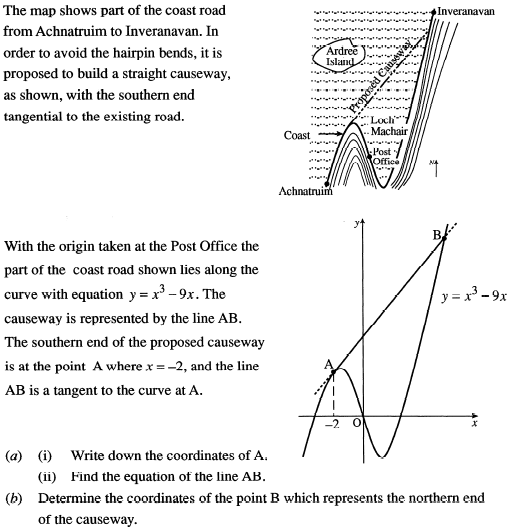 The map shows part of the coast road
from Achnatruim to Inveranavan. In
order to avoid the hairpin bends, it is
proposed to build a straight causeway,
as shown, with the southern end
tangential to the existing road.
Inveranavan
Ardree
Island
Proposed Causeway
Loch
Machair
Coast
Post
Office
N
Achnatruim
With the origin taken at the Post Office the
part of the coast road shown lies along the
curve with equation y = x³ – 9x. The
causeway is represented by the line AB.
The southern end of the proposed causeway
is at the point A where x = –2, and the line
AB is a tangent to the curve at A.
y
B
y = x³ – 9x
A
–2
O
x
(a) (i) Write down the coordinates of A.
(ii) Find the equation of the line AB.
(b) Determine the coordinates of the point B which represents the northern end
of the causeway.